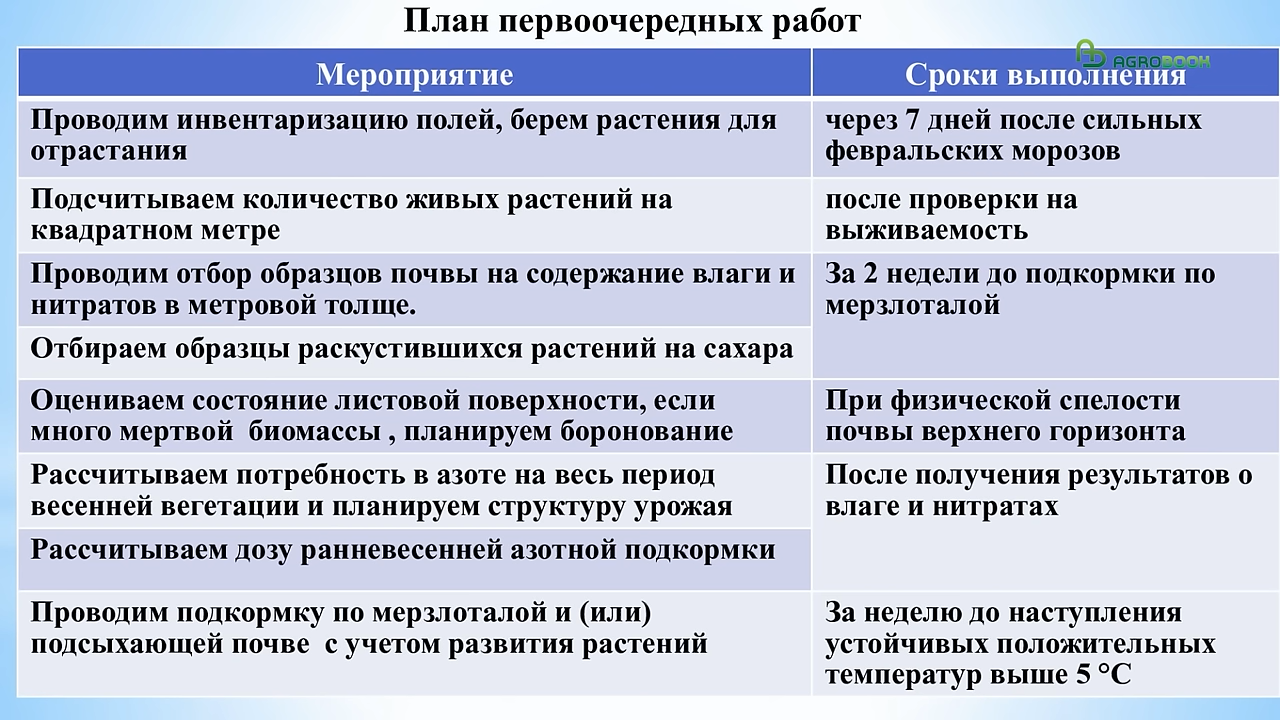 План первоочередных работ
AGROBOOK
Мероприятие
Сроки выполнения
Проводим инвентаризацию полей, берем растения для
отрастания
через 7 дней после сильных
февральских морозов
Подсчитываем количество живых растений на
квадратном метре
после проверки на
выживаемость
Проводим отбор образцов почвы на содержание влаги и
нитратов в метровой толще.
За 2 недели до подкормки по
мерзлоталой
Отбираем образцы раскустившихся растений на сахара
Оцениваем состояние листовой поверхности, если
много мертвой  биомассы , планируем боронование
При физической спелости
почвы верхнего горизонта
Рассчитываем потребность в азоте на весь период
весенней вегетации и планируем структуру урожая
После получения результатов о
влаге и нитратах
Рассчитываем дозу ранневесенней азотной подкормки
Проводим подкормку по мерзлоталой и (или)
подсыхающей почве  с учетом развития растений
За неделю до наступления
устойчивых положительных
температур выше 5 °С